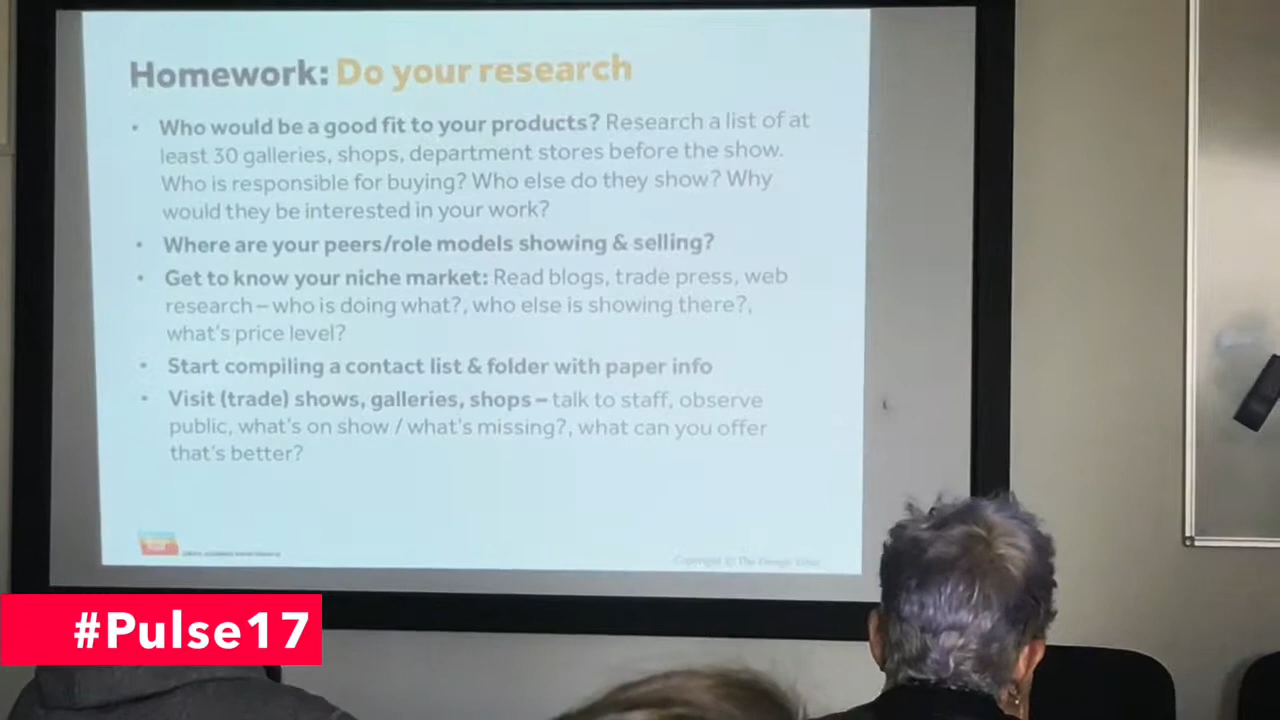 Homework: Do your research
• Who would be a good fit to your products? Research a list of at
least 30 galleries, shops, department stores before the show.
Who is responsible for buying? Who else do they show? Why
would they be interested in your work?
• Where are your peers/role models showing & selling?
• Get to know your niche market: Read blogs, trade press, web
research – who is doing what?, who else is showing there?,
what's price level?
• Start compiling a contact list & folder with paper info
• Visit (trade) shows, galleries, shops – talk to staff, observe
public, what's on show / what's missing?, what can you offer
that's better?
Copyright © The Design
#Pulse17